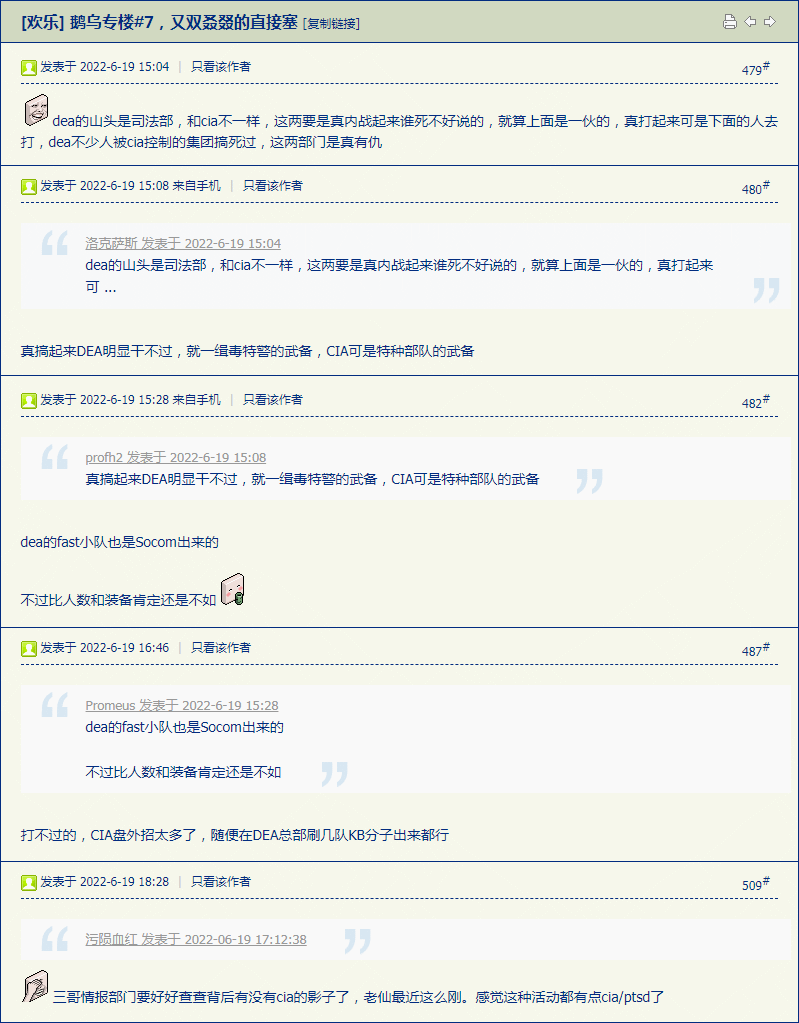 [欢乐] 鹅乌专楼#7，又双叒叕的直接塞 [复制链接]
发表于 2022-6-19 15:04 | 只看该作者
479#
dea的山头是司法部，和cia不一样，这两要是真内战起来谁死不好说的，就算上面是一伙的，真打起来可是下面的人去
打，dea不少人被cia控制的集团搞死过，这两部门是真有仇
发表于 2022-6-19 15:08 来自手机 | 只看该作者
480#
洛克萨斯 发表于 2022-6-19 15:04
dea的山头是司法部，和cia不一样，这两要是真内战起来谁死不好说的，就算上面是一伙的，真打起来
可 ...
真搞起来DEA明显干不过，就一缉毒特警的武备，CIA可是特种部队的武备
发表于 2022-6-19 15:28 来自手机 | 只看该作者
482#
profh2 发表于 2022-6-19 15:08
真搞起来DEA明显干不过，就一缉毒特警的武备，CIA可是特种部队的武备
dea的fast小队也是Socom出来的
不过比人数和装备肯定还是不如
发表于 2022-6-19 16:46 | 只看该作者
487#
Promeus 发表于 2022-6-19 15:28
dea的fast小队也是Socom出来的
不过比人数和装备肯定还是不如
打不过的，CIA盘外招太多了，随便在DEA总部刷几队KB分子出来都行
发表于 2022-6-19 18:28 | 只看该作者
509#
污陨血红 发表于 2022-06-19 17:12:38
三哥情报部门要好好查查背后有没有cia的影子了，老仙最近这么刚。感觉这种活动都有点cia/ptsd了